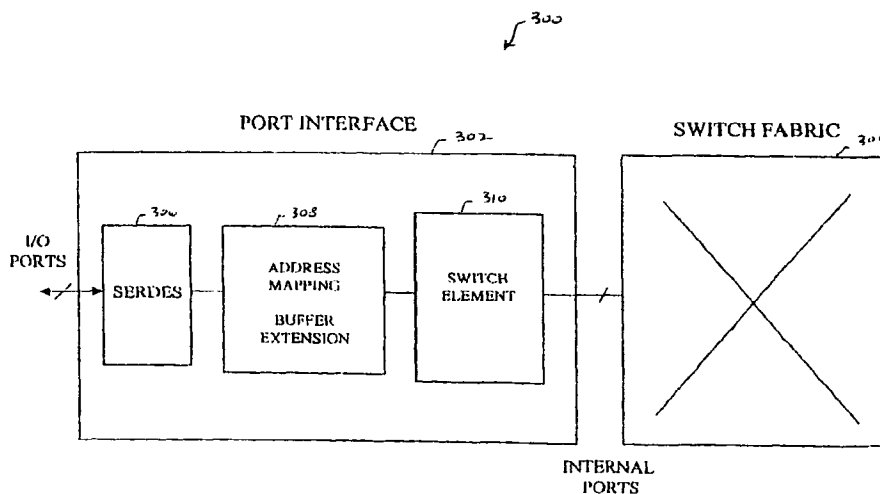 300
PORT INTERFACE
SWITCH FABRIC
302
308
310
I/O
PORTS
SERDES
ADDRESS
MAPPING
BUFFER
EXTENSION
SWITCH
ELEMENT
INTERNAL
PORTS